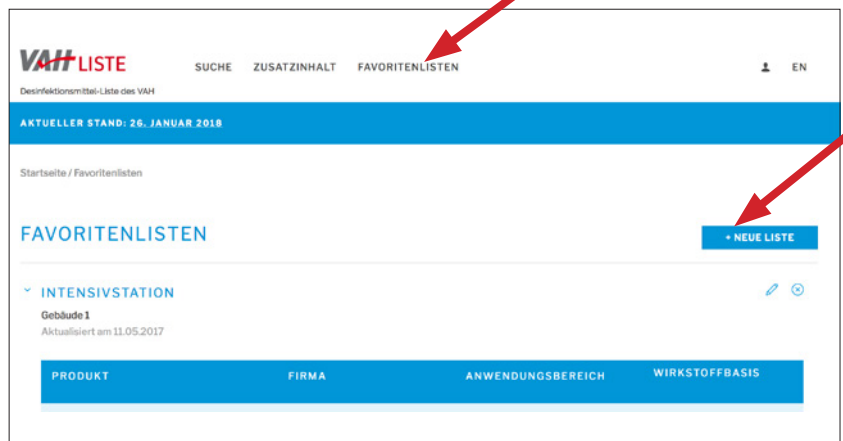 VAH LISTE
SUCHE ZUSATZINHALT FAVORITENLISTEN EN
Desinfektionsmittel-Liste des VAH
AKTUELLER STAND: 26. JANUAR 2018
Startseite / Favoritenlisten
FAVORITENLISTEN
+ NEUE LISTE
INTENSIVSTATION
Gebäude 1
Aktualisiert am 11.05.2017
PRODUKT FIRMA ANWENDUNGSBEREICH WIRKSTOFFBASIS